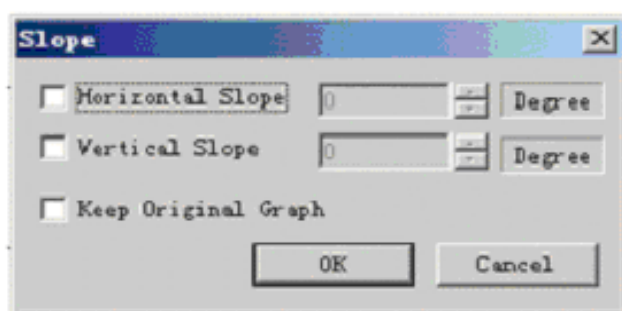 Slope
Horizontal Slope 0 Degree
Vertical Slope 0 Degree
Keep Original Graph
OK Cancel